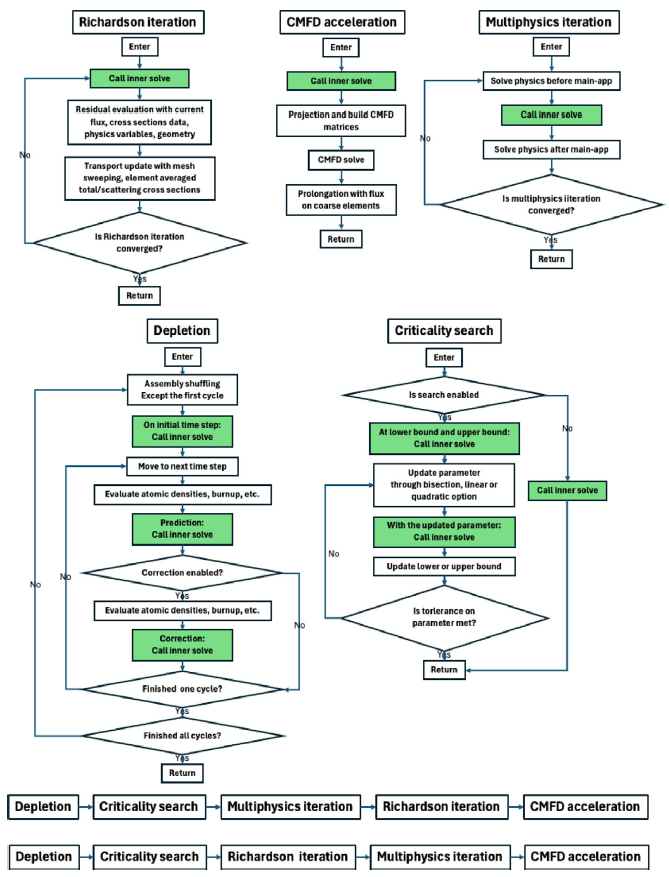 Richardson iteration
Enter
Call inner solve
Residual evaluation with current
flux, cross sections data,
physics variables, geometry
Transport update with mesh
sweeping, element averaged
total/scattering cross sections
No
Is Richardson iteration
converged?
Yes
Return
CMFD acceleration
Enter
Call inner solve
Projection and build CMFD
matrices
CMFD solve
Prolongation with flux
on coarse elements
Return
Multiphysics iteration
Enter
Solve physics before main-app
Call inner solve
No
Solve physics after main-app
Is multiphysics iiteration
converged?
Yes
Return
Depletion
Enter
Assembly shuffling
Except the first cycle
On initial time step:
Call inner solve
Move to next time step
Evaluate atomic densities, burnup, etc.
Prediction:
Call inner solve
Correction enabled?
No
No
Yes
Evaluate atomic densities, burnup, etc.
No
Correction:
Call inner solve
Finished one cycle?
Yes
Finished all cycles?
Yes
Return
Criticality search
Enter
Is search enabled
Yes
No
At lower bound and upper bound:
Call inner solve
Update parameter
through bisection, linear or
quadratic option
Call inner solve
With the updated parameter:
Call inner solve
No
Update lower or upper bound
Is torlerance on
parameter met?
Yes
Return
Depletion Criticality search Multiphysics iteration Richardson iteration CMFD acceleration
Depletion Criticality search Richardson iteration Multiphysics iteration CMFD acceleration